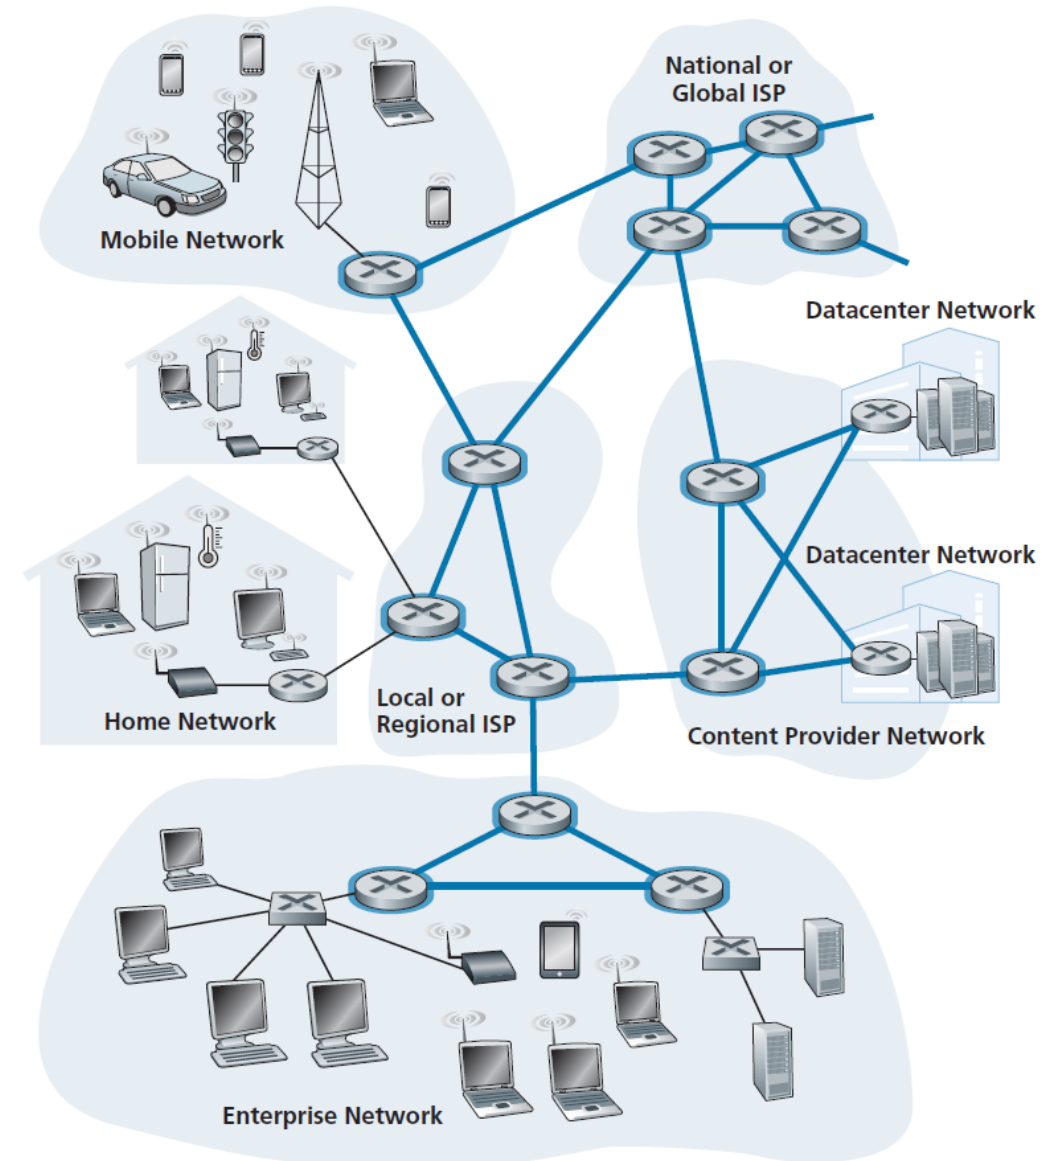 National or
Global ISP
Mobile Network
Datacenter Network
Datacenter Network
Home Network
Local or
Regional ISP
Content Provider Network
Enterprise Network